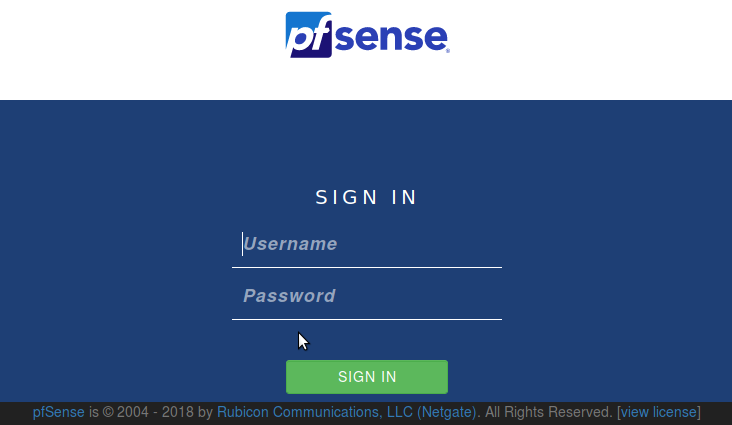 pfsense
SIGN IN
Username
Password
SIGN IN
pfSense is © 2004 - 2018 by Rubicon Communications, LLC (Netgate). All Rights Reserved. [view license]